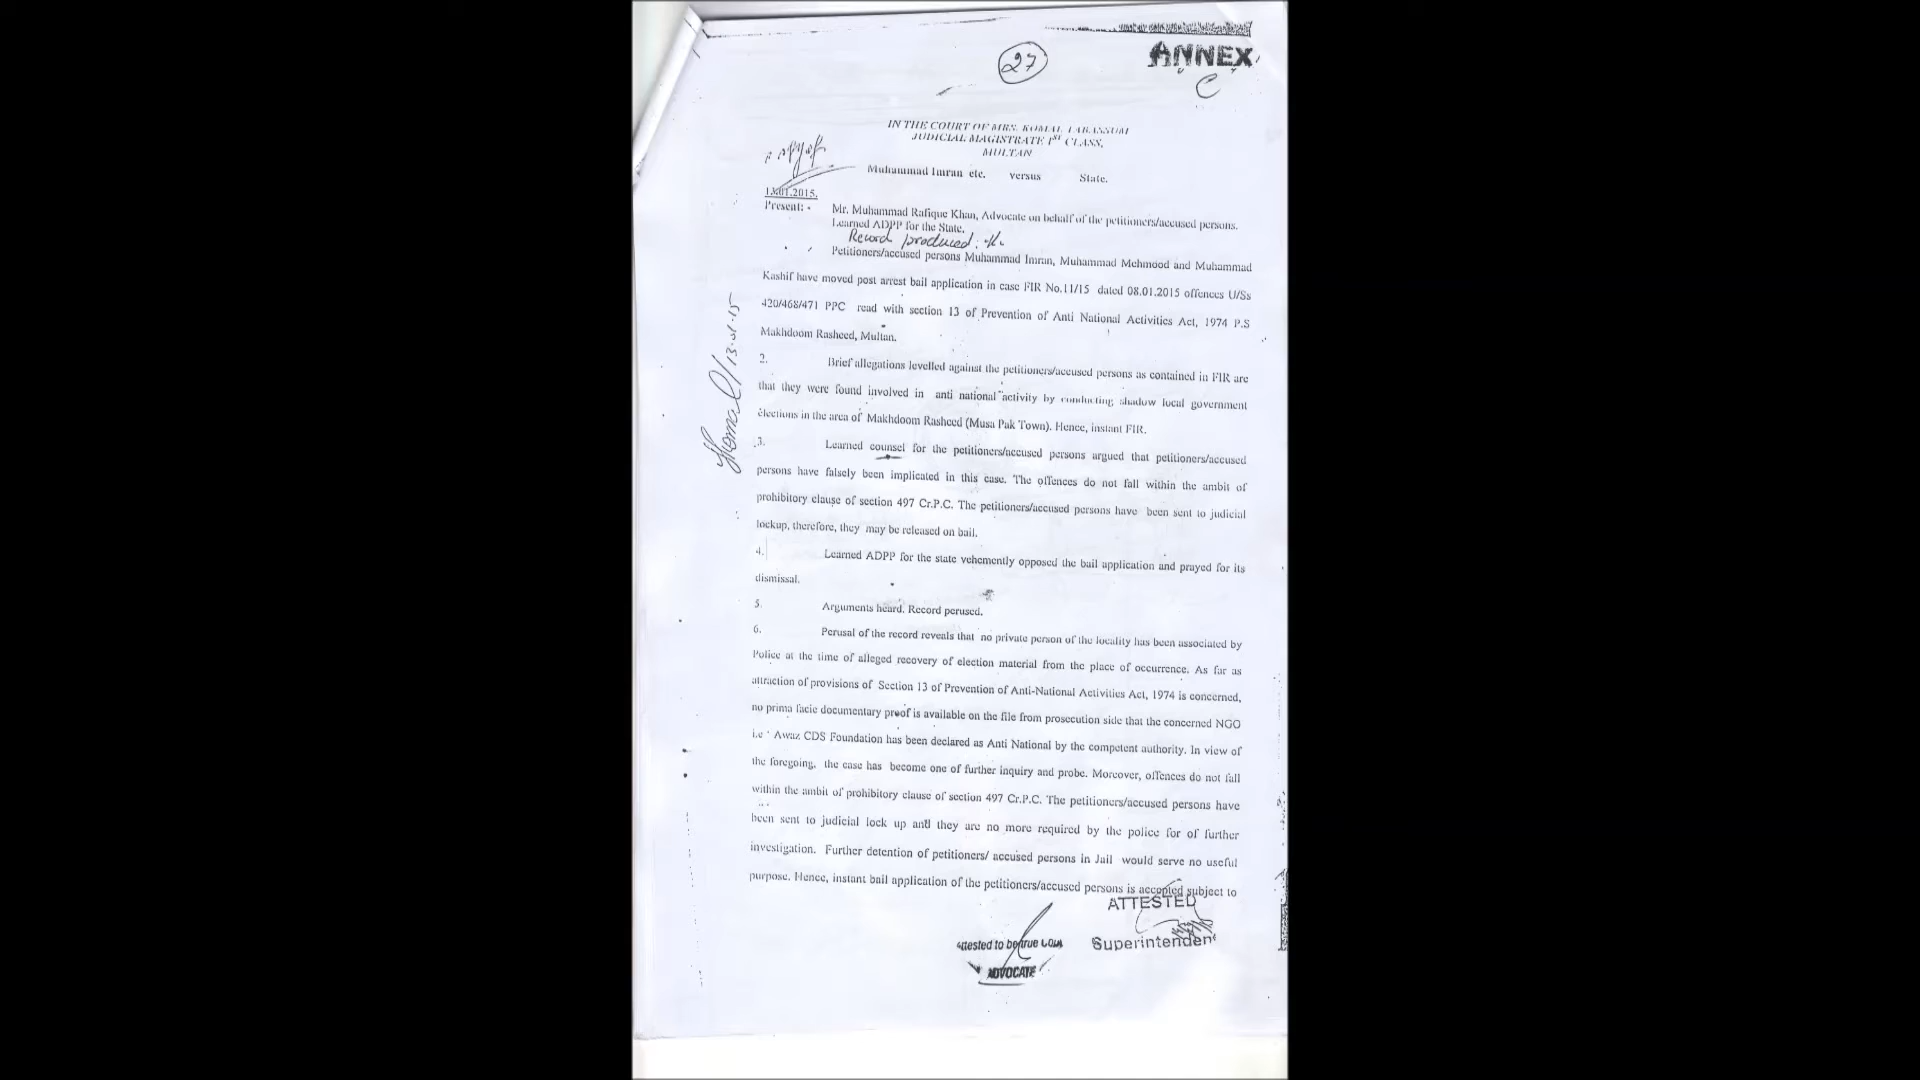 27
ANNEX
C
IN THE COURT OF MRS. KOMAL TABASSUM
JUDICIAL MAGISTRATE 1ST CLASS,
MULTAN
Muhammad Imran etc. versus State.
13.01.2015.
Present: - Mr. Muhammad Rafique Khan, Advocate on behalf of the petitioners/accused persons.
Learned ADPP for the State.
Record produced.
Petitioners/accused persons Muhammad Imran, Muhammad Mehmood and Muhammad
Kashif have moved post arrest bail application in case FIR No.11/15 dated 08.01.2015 offences U/Ss
420/468/471 PPC read with section 13 of Prevention of Anti National Activities Act, 1974 P.S
Makhdoom Rasheed, Multan.
2. Brief allegations levelled against the petitioners/accused persons as contained in FIR are
that they were found involved in anti national activity by conducting shadow local government
elections in the area of Makhdoom Rasheed (Musa Pak Town). Hence, instant FIR.
3. Learned counsel for the petitioners/accused persons argued that petitioners/accused
persons have falsely been implicated in this case. The offences do not fall within the ambit of
prohibitory clause of section 497 Cr.P.C. The petitioners/accused persons have been sent to judicial
lockup, therefore, they may be released on bail.
4. Learned ADPP for the state vehemently opposed the bail application and prayed for its
dismissal.
5. Arguments heard. Record perused.
6. Perusal of the record reveals that no private person of the locality has been associated by
Police at the time of alleged recovery of election material from the place of occurrence. As far as
attraction of provisions of Section 13 of Prevention of Anti-National Activities Act, 1974 is concerned,
no prima facie documentary proof is available on the file from prosecution side that the concerned NGO
i.e ' Awaz CDS Foundation has been declared as Anti National by the competent authority. In view of
the foregoing, the case has become one of further inquiry and probe. Moreover, offences do not fall
within the ambit of prohibitory clause of section 497 Cr.P.C. The petitioners/accused persons have
been sent to judicial lock up and they are no more required by the police for of further
investigation. Further detention of petitioners/ accused persons in Jail would serve no useful
purpose. Hence, instant bail application of the petitioners/accused persons is accepted subject to
ATTESTED
Superintendent
Attested to be true Copy
ADVOCATE
13-01-15